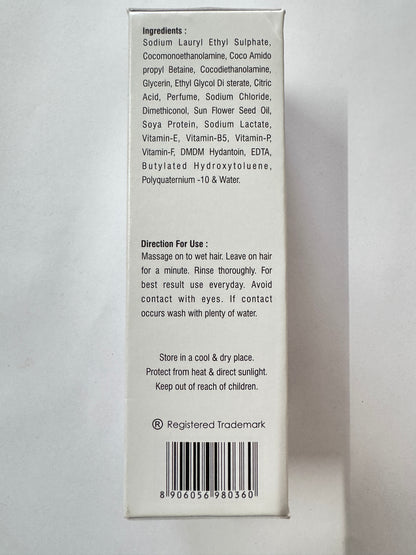 Ingredients :
Sodium Lauryl Ethyl Sulphate,
Cocomonoethanolamine, Coco Amido
propyl Betaine, Cocodiethanolamine,
Glycerin, Ethyl Glycol Di sterate, Citric
Acid, Perfume, Sodium Chloride,
Dimethiconol, Sun Flower Seed Oil,
Soya Protein, Sodium Lactate,
Vitamin-E, Vitamin-B5, Vitamin-P,
Vitamin-F, DMDM Hydantoin, EDTA,
Butylated Hydroxytoluene,
Polyquaternium -10 & Water.
Direction For Use :
Massage on to wet hair. Leave on hair
for a minute. Rinse thoroughly. For
best result use everyday. Avoid
contact with eyes. If contact
occurs wash with plenty of water.
Store in a cool & dry place.
Protect from heat & direct sunlight.
Keep out of reach of children.
® Registered Trademark
8 906056 980360